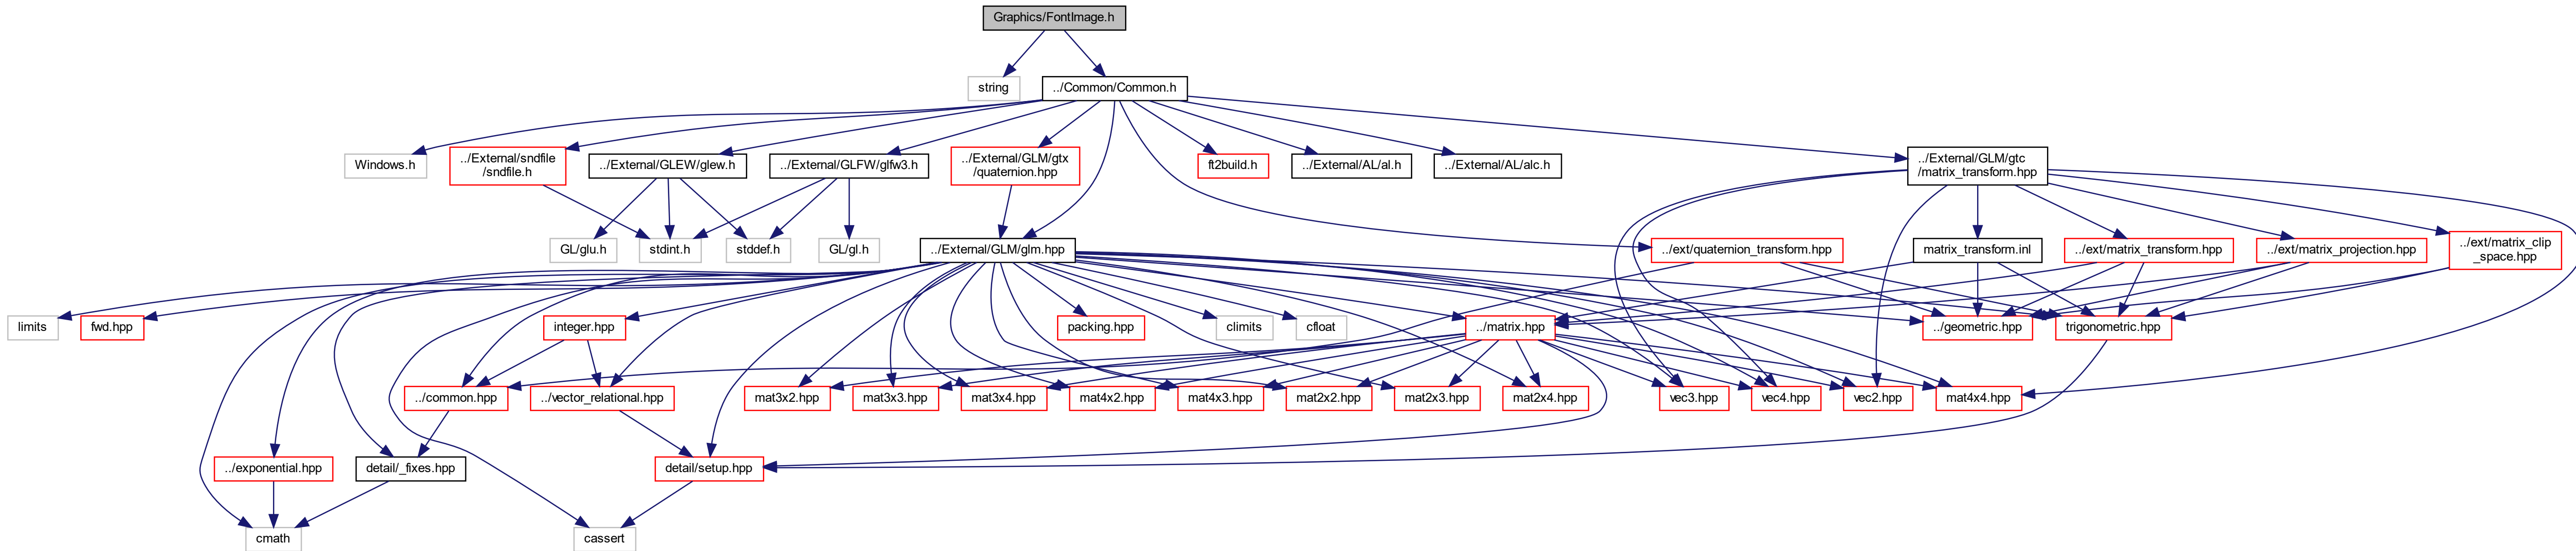 Graphics/FontImage.h
string
../Common/Common.h
Windows.h
../External/sndfile
/sndfile.h
../External/GLEW/glew.h
../External/GLFW/glfw3.h
../External/GLM/gtx
/quaternion.hpp
ft2build.h
../External/AL/al.h
../External/AL/alc.h
../External/GLM/gtc
/matrix_transform.hpp
GL/glu.h
stdint.h
stddef.h
GL/gl.h
../External/GLM/glm.hpp
../ext/quaternion_transform.hpp
matrix_transform.inl
../ext/matrix_transform.hpp
../ext/matrix_projection.hpp
../ext/matrix_clip
_space.hpp
limits
fwd.hpp
integer.hpp
packing.hpp
climits
cfloat
../matrix.hpp
../geometric.hpp
trigonometric.hpp
../common.hpp
../vector_relational.hpp
mat3x2.hpp
mat3x3.hpp
mat3x4.hpp
mat4x2.hpp
mat4x3.hpp
mat2x2.hpp
mat2x3.hpp
mat2x4.hpp
vec3.hpp
vec4.hpp
vec2.hpp
mat4x4.hpp
../exponential.hpp
detail/_fixes.hpp
detail/setup.hpp
cmath
cassert